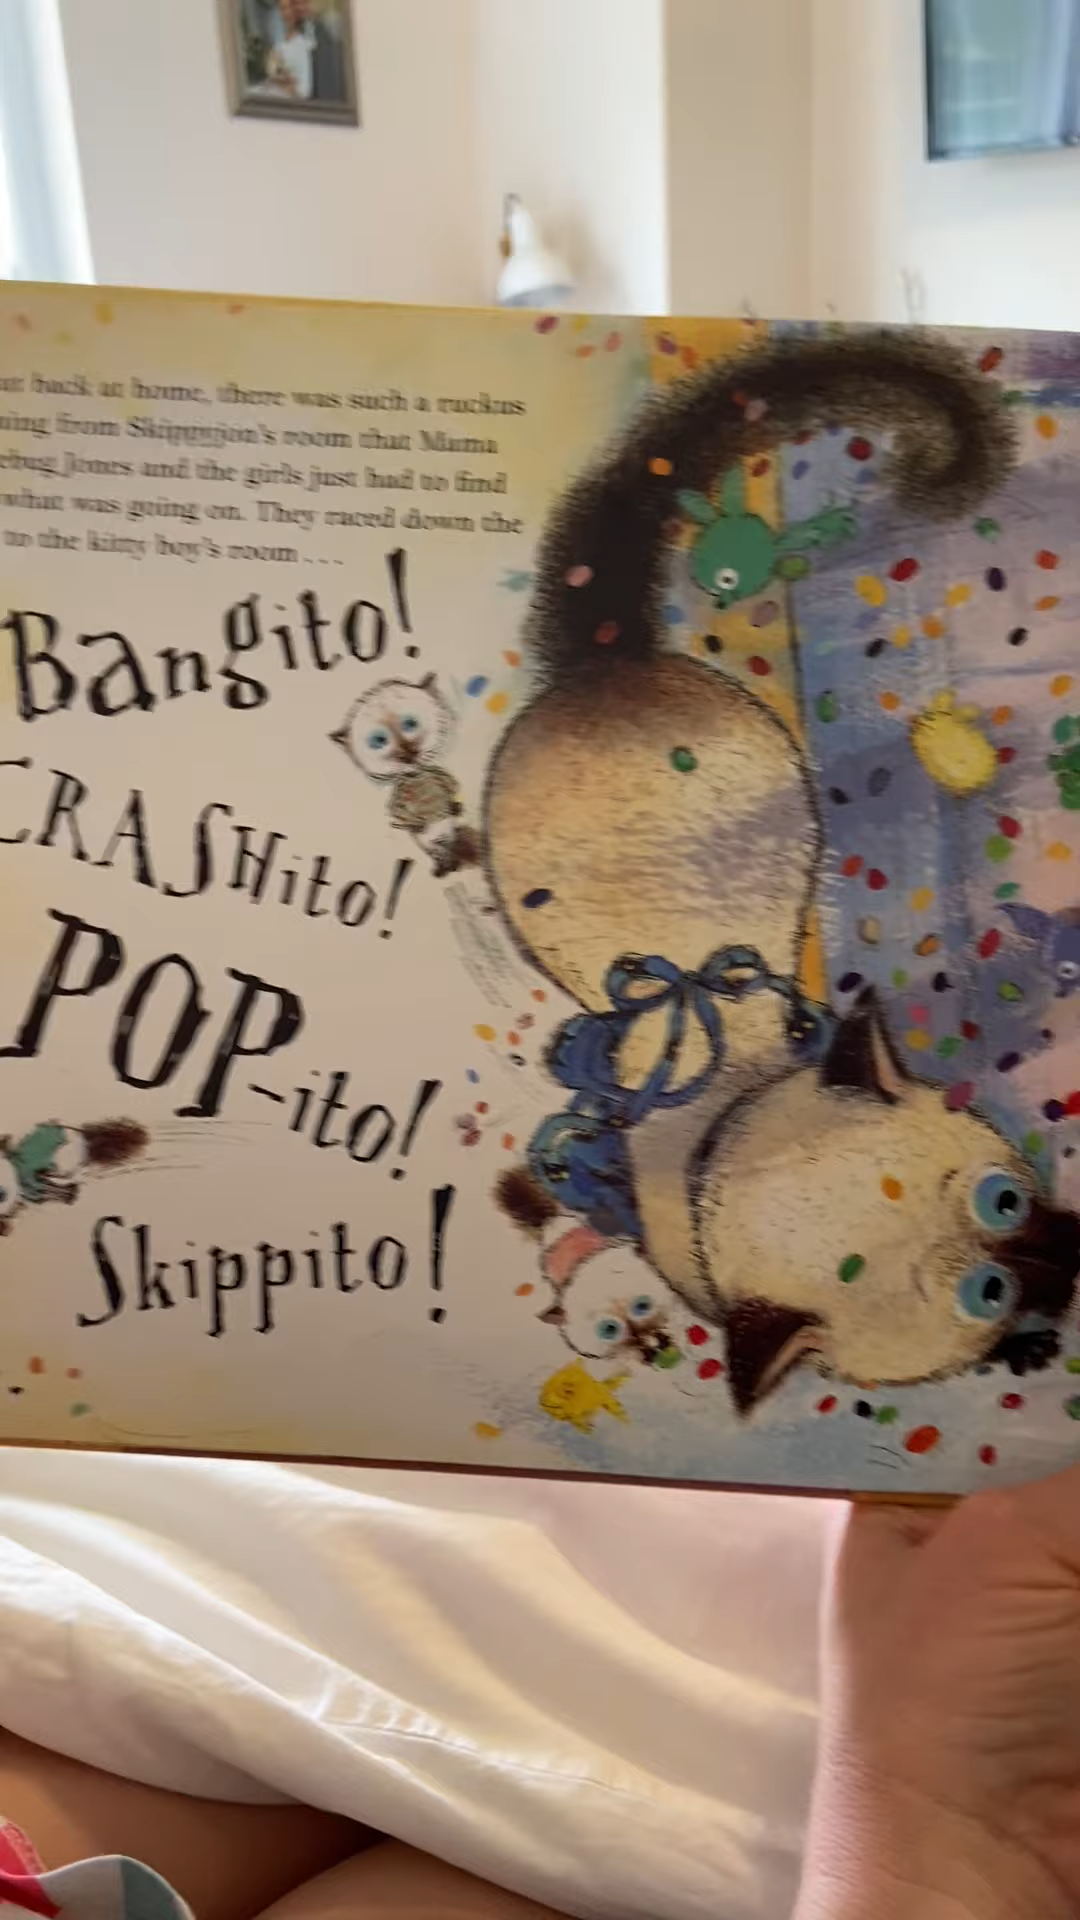 back at home, there was such a ruckus
from Skippyjon's room that Mama
Jones and the girls just had to find
what was going on. They raced down the
to the kitty boy's room . . .
Bangito!
CRASHito!
POP-ito!
Skippito!